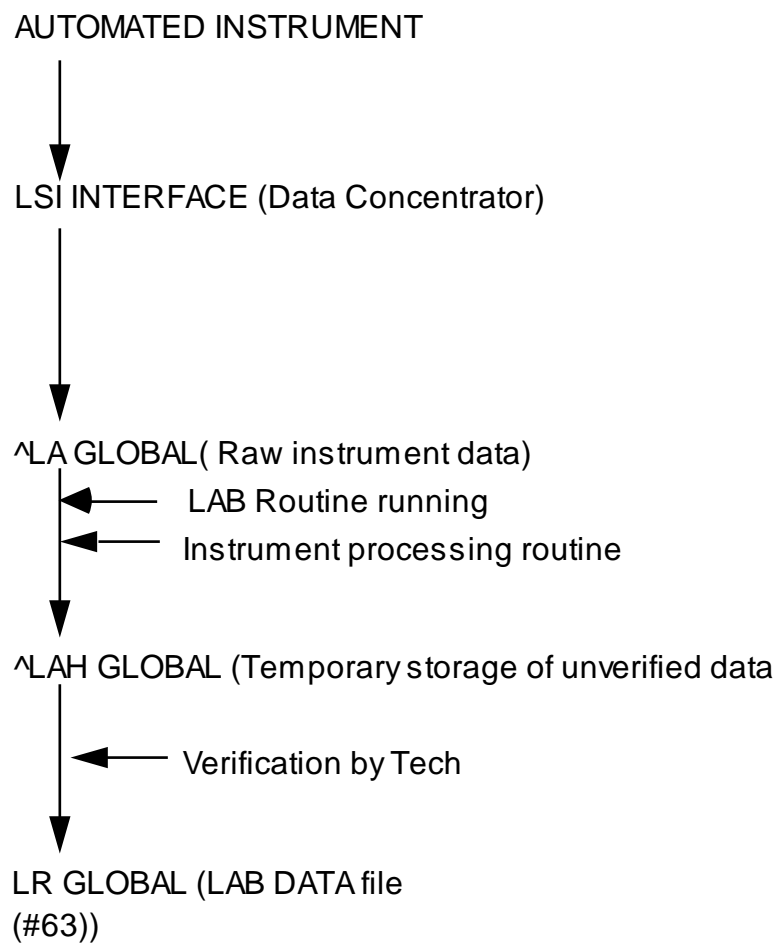 AUTOMATED INSTRUMENT
LSI INTERFACE (Data Concentrator)
^LA GLOBAL( Raw instrument data)
LAB Routine running
Instrument processing routine
^LAH GLOBAL (Temporary storage of unverified data
Verification by Tech
LR GLOBAL (LAB DATA file
(#63))